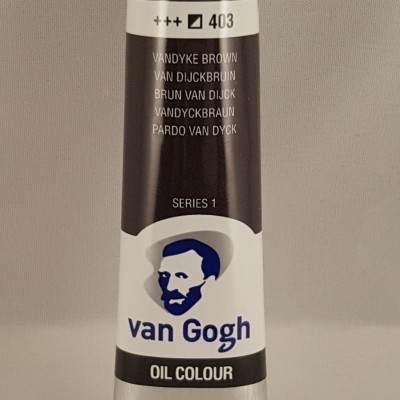 +++ 403
VANDYKE BROWN
VAN DIJCKBRUIN
BRUN VAN DIJCK
VANDYCKBRAUN
PARDO VAN DYCK
SERIES 1
van Gogh
OIL COLOUR